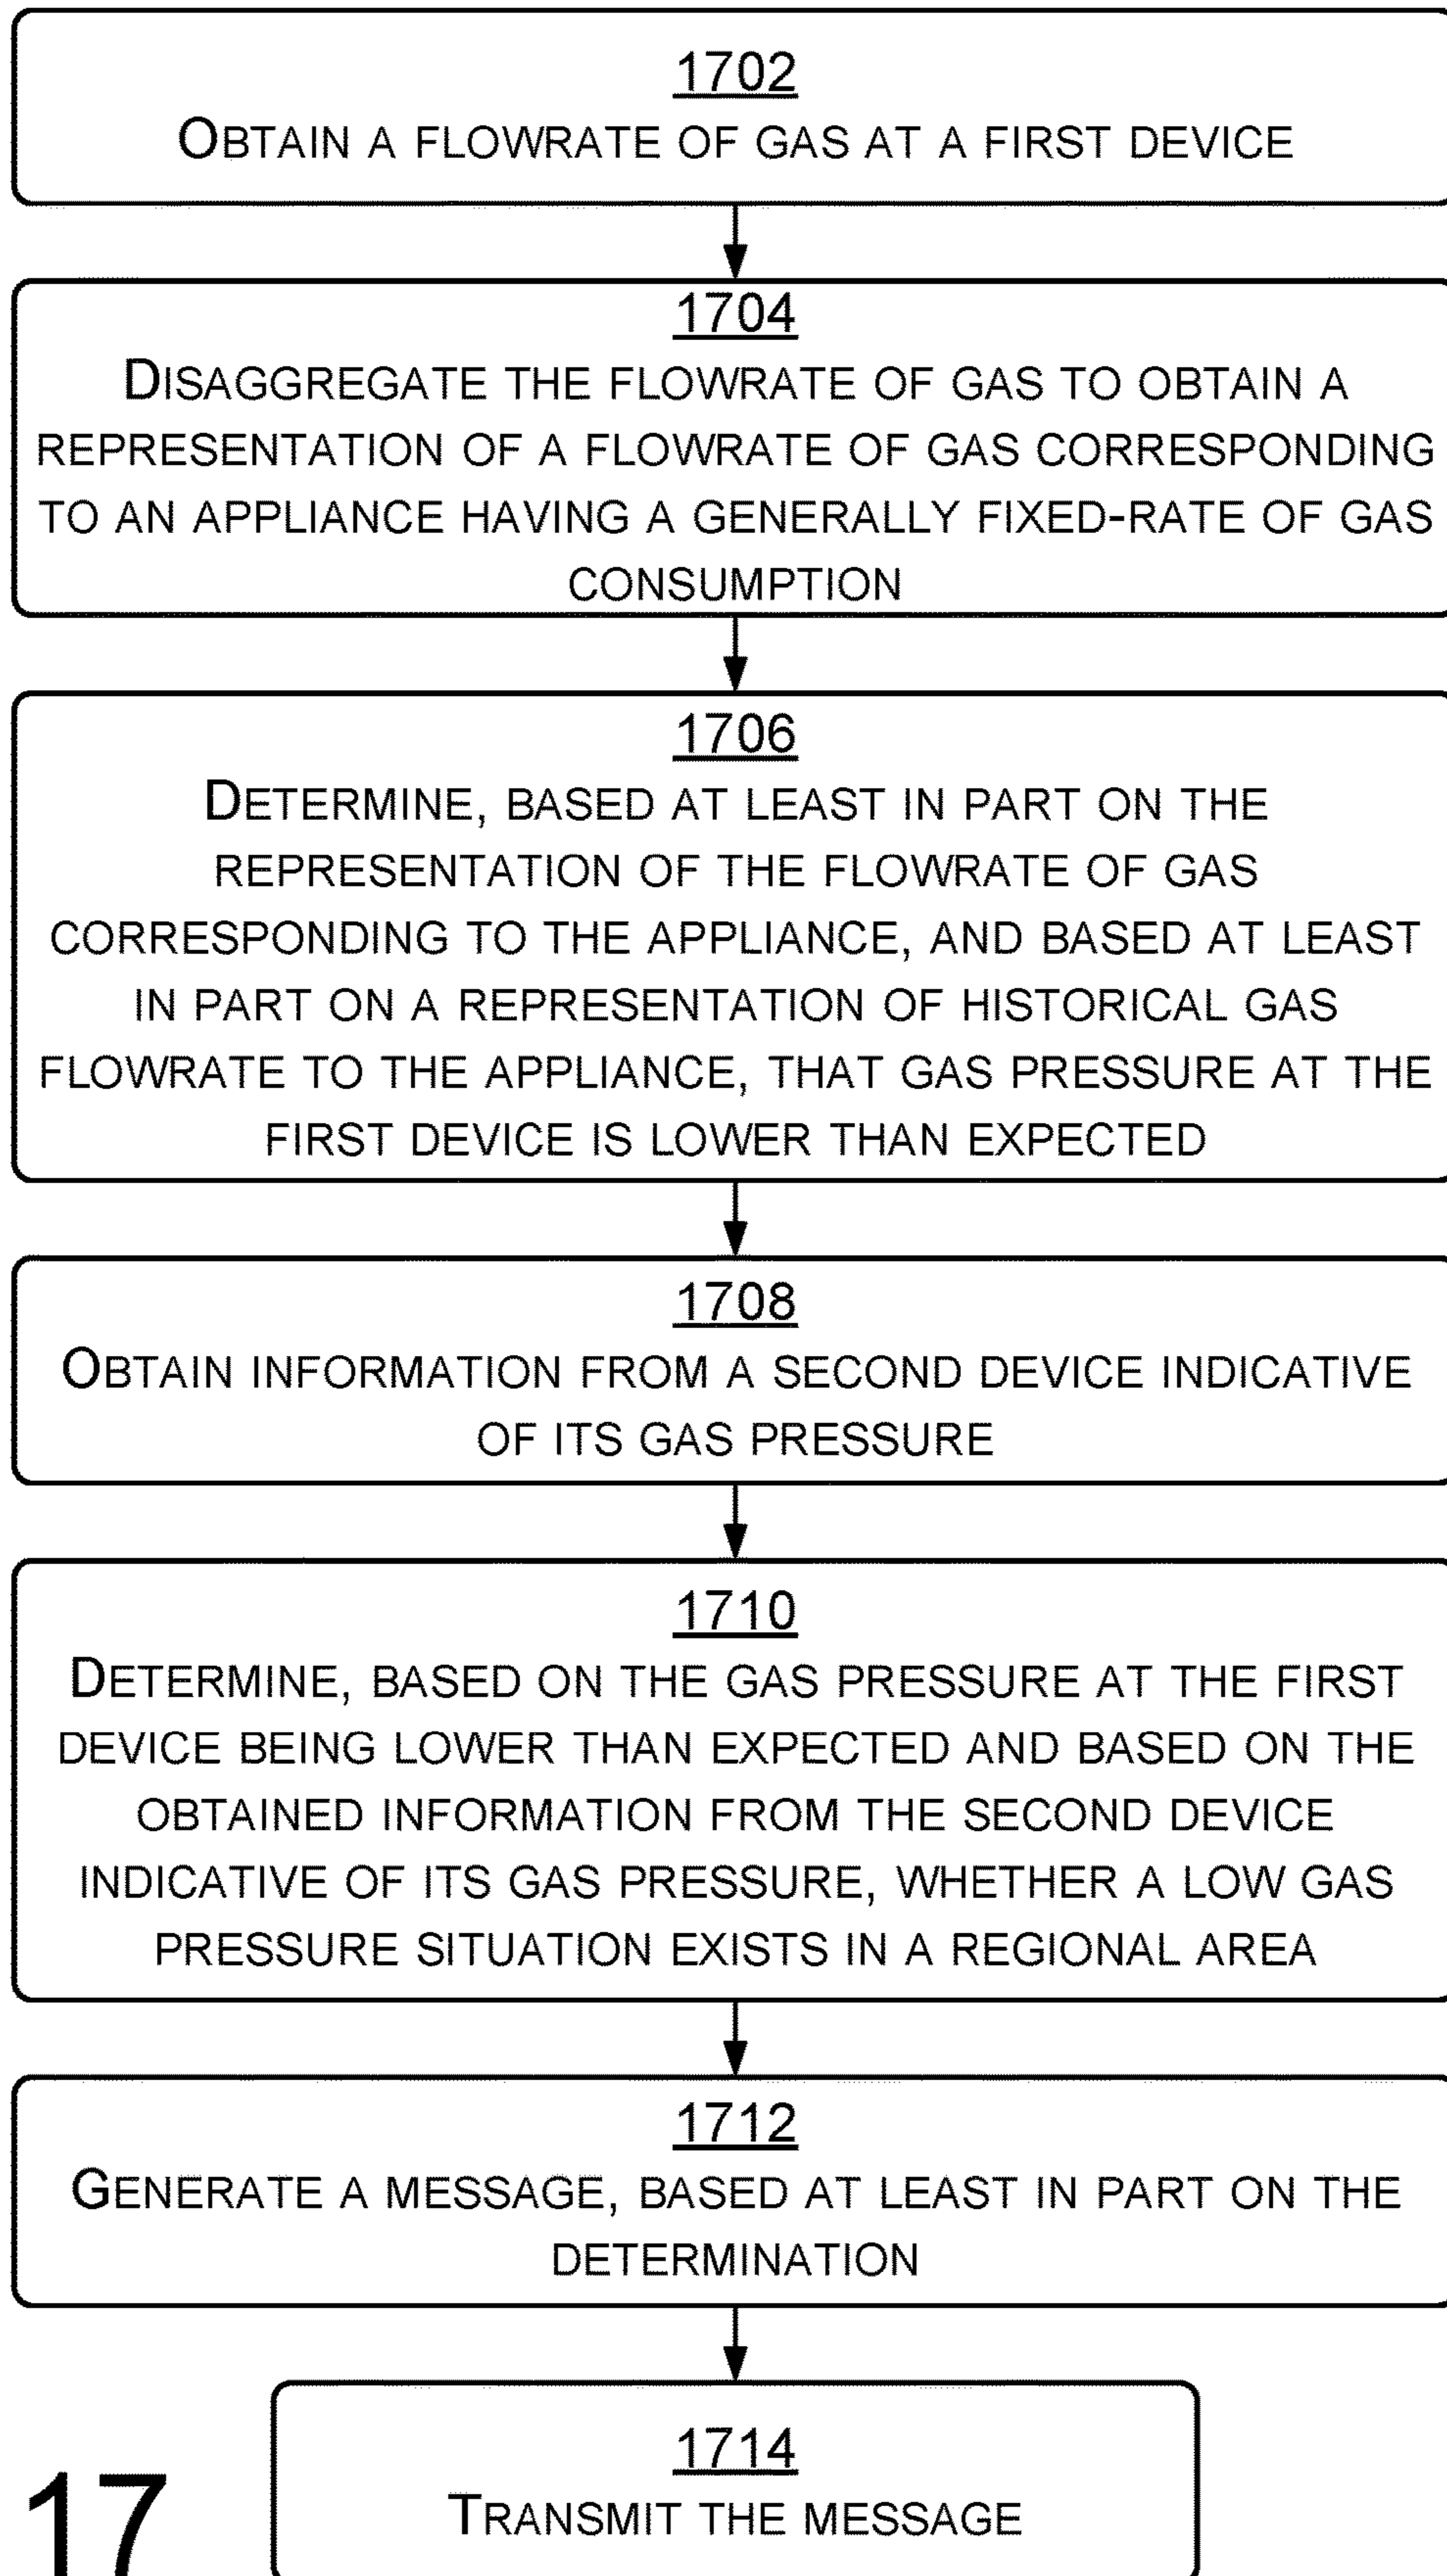 1702
OBTAIN A FLOWRATE OF GAS AT A FIRST DEVICE
1704
DISAGGREGATE THE FLOWRATE OF GAS TO OBTAIN A
REPRESENTATION OF A FLOWRATE OF GAS CORRESPONDING
TO AN APPLIANCE HAVING A GENERALLY FIXED-RATE OF GAS
CONSUMPTION
1706
DETERMINE, BASED AT LEAST IN PART ON THE
REPRESENTATION OF THE FLOWRATE OF GAS
CORRESPONDING TO THE APPLIANCE, AND BASED AT LEAST
IN PART ON A REPRESENTATION OF HISTORICAL GAS
FLOWRATE TO THE APPLIANCE, THAT GAS PRESSURE AT THE
FIRST DEVICE IS LOWER THAN EXPECTED
1708
OBTAIN INFORMATION FROM A SECOND DEVICE INDICATIVE
OF ITS GAS PRESSURE
1710
DETERMINE, BASED ON THE GAS PRESSURE AT THE FIRST
DEVICE BEING LOWER THAN EXPECTED AND BASED ON THE
OBTAINED INFORMATION FROM THE SECOND DEVICE
INDICATIVE OF ITS GAS PRESSURE, WHETHER A LOW GAS
PRESSURE SITUATION EXISTS IN A REGIONAL AREA
1712
GENERATE A MESSAGE, BASED AT LEAST IN PART ON THE
DETERMINATION
1714
TRANSMIT THE MESSAGE
17